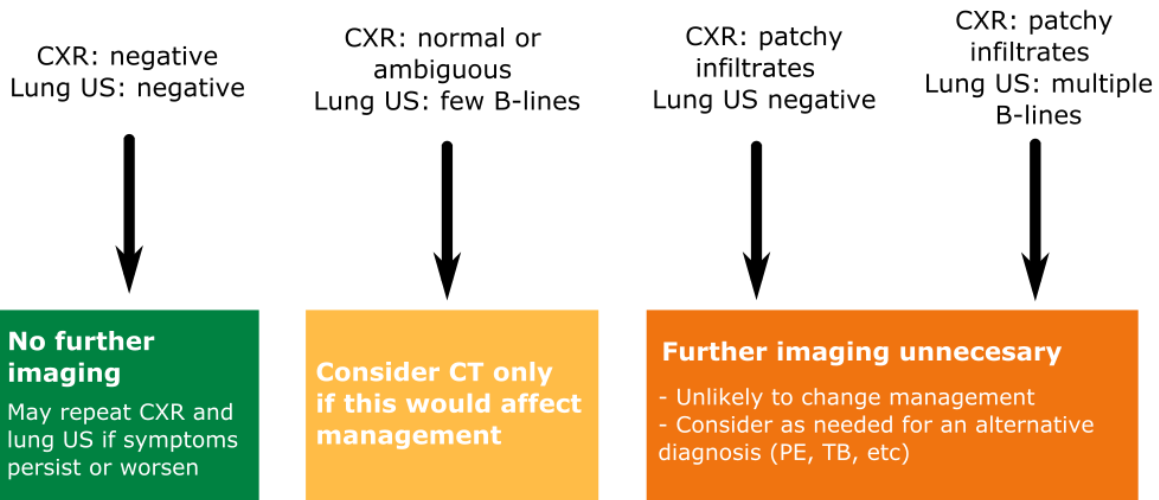 CXR: negative
Lung US: negative
CXR: normal or
ambiguous
Lung US: few B-lines
CXR: patchy
infiltrates
Lung US negative
CXR: patchy
infiltrates
Lung US: multiple
B-lines
No further
imaging
May repeat CXR and
lung US if symptoms
persist or worsen
Consider CT only
if this would affect
management
Further imaging unnecesary
- Unlikely to change management
- Consider as needed for an alternative
diagnosis (PE, TB, etc)